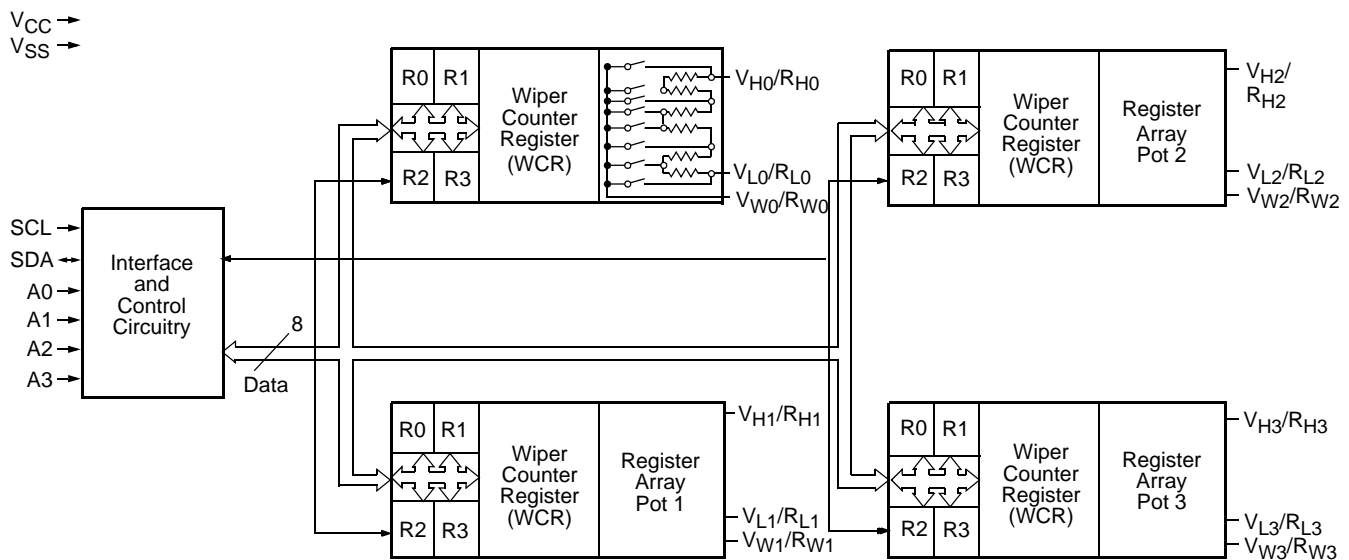 VCC
VSS
R0 R1
R2 R3
Wiper
Counter
Register
(WCR)
VH0/RH0
VL0/RL0
VW0/RW0
R0 R1
R2 R3
Wiper
Counter
Register
(WCR)
Register
Array
Pot 2
VH2/
RH2
VL2/RL2
VW2/RW2
SCL
SDA
A0
A1
A2
A3
Interface
and
Control
Circuitry
8
Data
R0 R1
R2 R3
Wiper
Counter
Register
(WCR)
Register
Array
Pot 1
VH1/RH1
VL1/RL1
VW1/RW1
R0 R1
R2 R3
Wiper
Counter
Register
(WCR)
Register
Array
Pot 3
VH3/RH3
VL3/RL3
VW3/RW3